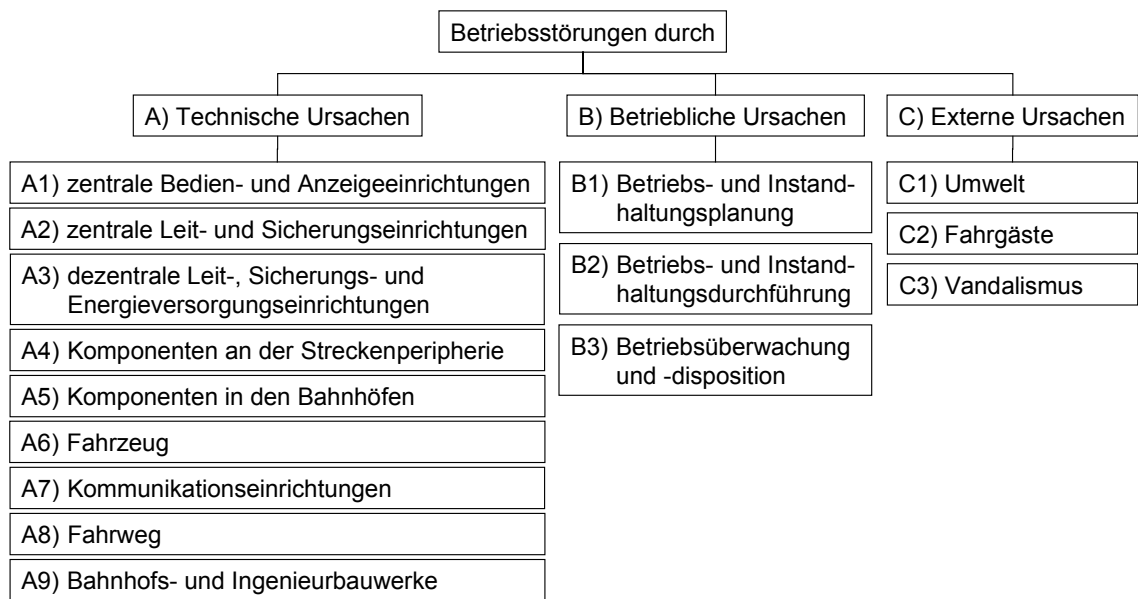 Betriebsstörungen durch
A) Technische Ursachen
A1) zentrale Bedien- und Anzeigeeinrichtungen
A2) zentrale Leit- und Sicherungseinrichtungen
A3) dezentrale Leit-, Sicherungs- und
Energieversorgungseinrichtungen
A4) Komponenten an der Streckenperipherie
A5) Komponenten in den Bahnhöfen
A6) Fahrzeug
A7) Kommunikationseinrichtungen
A8) Fahrweg
A9) Bahnhofs- und Ingenieurbauwerke
B) Betriebliche Ursachen
B1) Betriebs- und Instand-
haltungsplanung
B2) Betriebs- und Instand-
haltungsdurchführung
B3) Betriebsüberwachung
und -disposition
C) Externe Ursachen
C1) Umwelt
C2) Fahrgäste
C3) Vandalismus